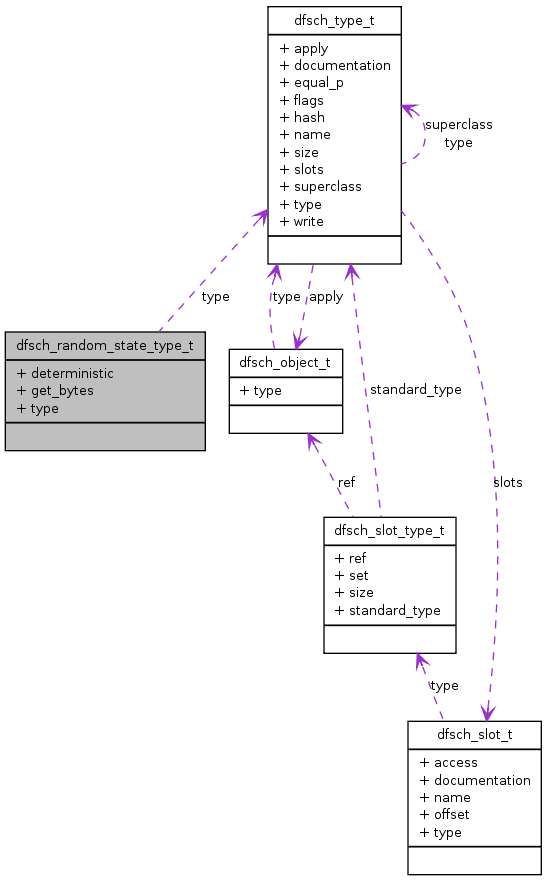 dfsch_type_t
+ apply
+ documentation
+ equal_p
+ flags
+ hash
+ name
+ size
+ slots
+ superclass
+ type
+ write
superclass
type
type
type
apply
dfsch_random_state_type_t
+ deterministic
+ get_bytes
+ type
dfsch_object_t
+ type
standard_type
ref
slots
dfsch_slot_type_t
+ ref
+ set
+ size
+ standard_type
type
dfsch_slot_t
+ access
+ documentation
+ name
+ offset
+ type